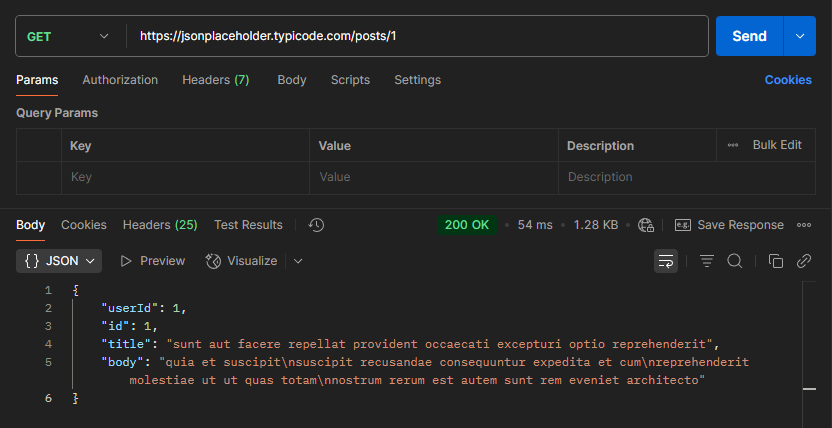 GET https://jsonplaceholder.typicode.com/posts/1 Send
Params Authorization Headers (7) Body Scripts Settings Cookies
Query Params
Key Value Description ••• Bulk Edit
Key Value Description
Body Cookies Headers (25) Test Results 200 OK • 54 ms • 1.28 KB • e.g. Save Response •••
{} JSON Preview Visualize
1 {
2 "userId": 1,
3 "id": 1,
4 "title": "sunt aut facere repellat provident occaecati excepturi optio reprehenderit",
5 "body": "quia et suscipit\nsuscipit recusandae consequuntur expedita et cum\nreprehenderit
molestiae ut ut quas totam\nnostrum rerum est autem sunt rem eveniet architecto"
6 }